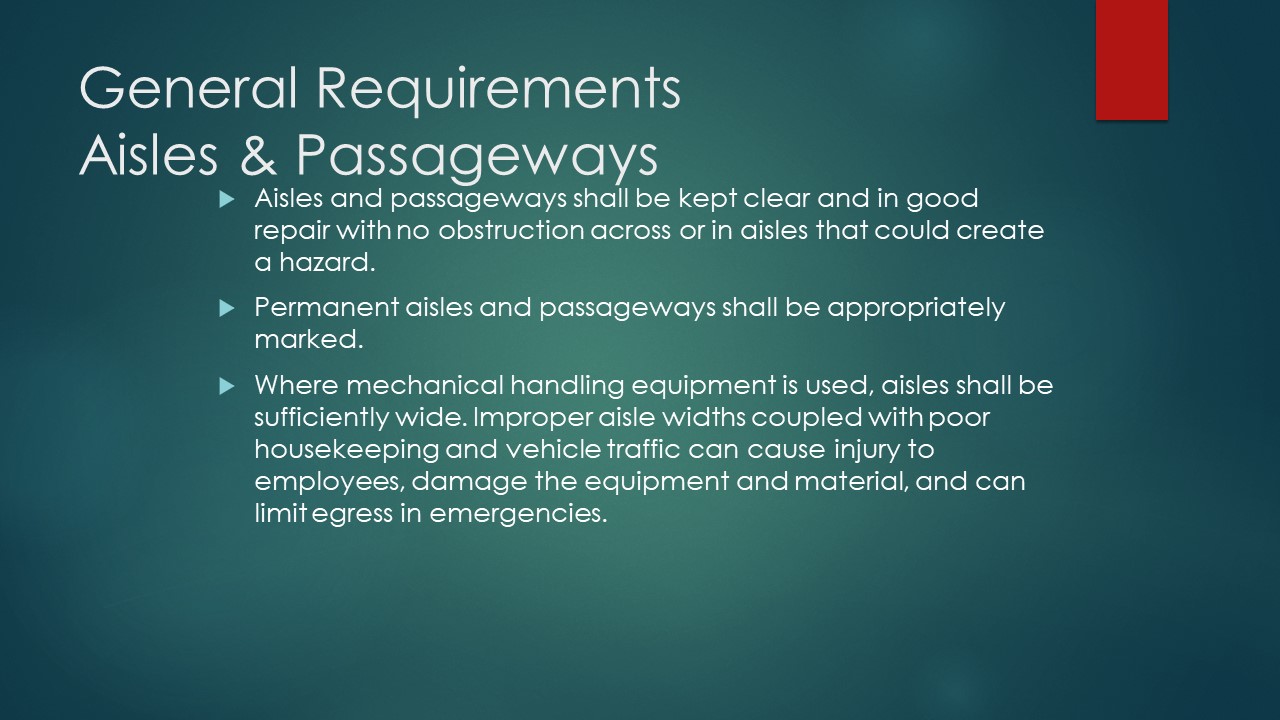 General Requirements
Aisles & Passageways
Aisles and passageways shall be kept clear and in good
repair with no obstruction across or in aisles that could create
a hazard.
Permanent aisles and passageways shall be appropriately
marked.
Where mechanical handling equipment is used, aisles shall be
sufficiently wide. Improper aisle widths coupled with poor
housekeeping and vehicle traffic can cause injury to
employees, damage the equipment and material, and can
limit egress in emergencies.